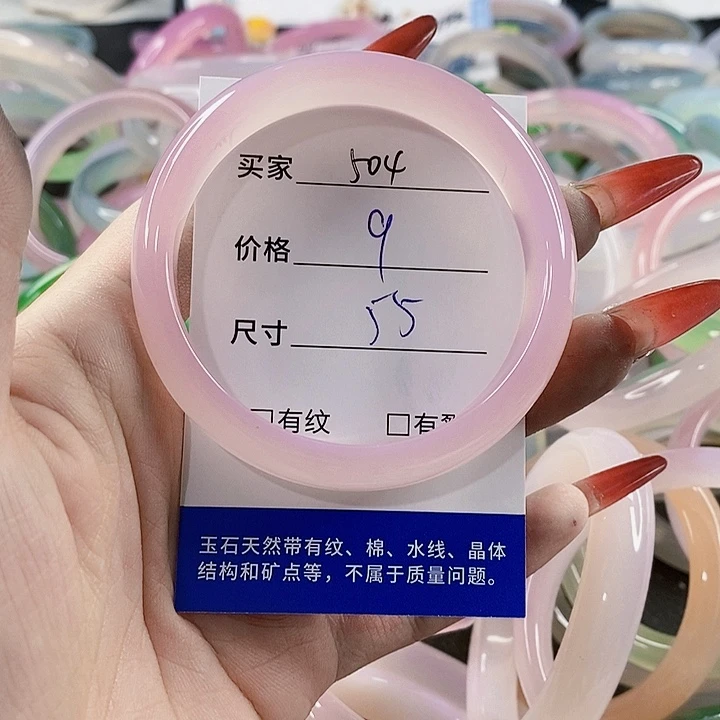 买家 504
价格 9
尺寸 55
□有纹 □有
玉石天然带有纹、棉、水线、晶体
结构和矿点等，不属于质量问题。